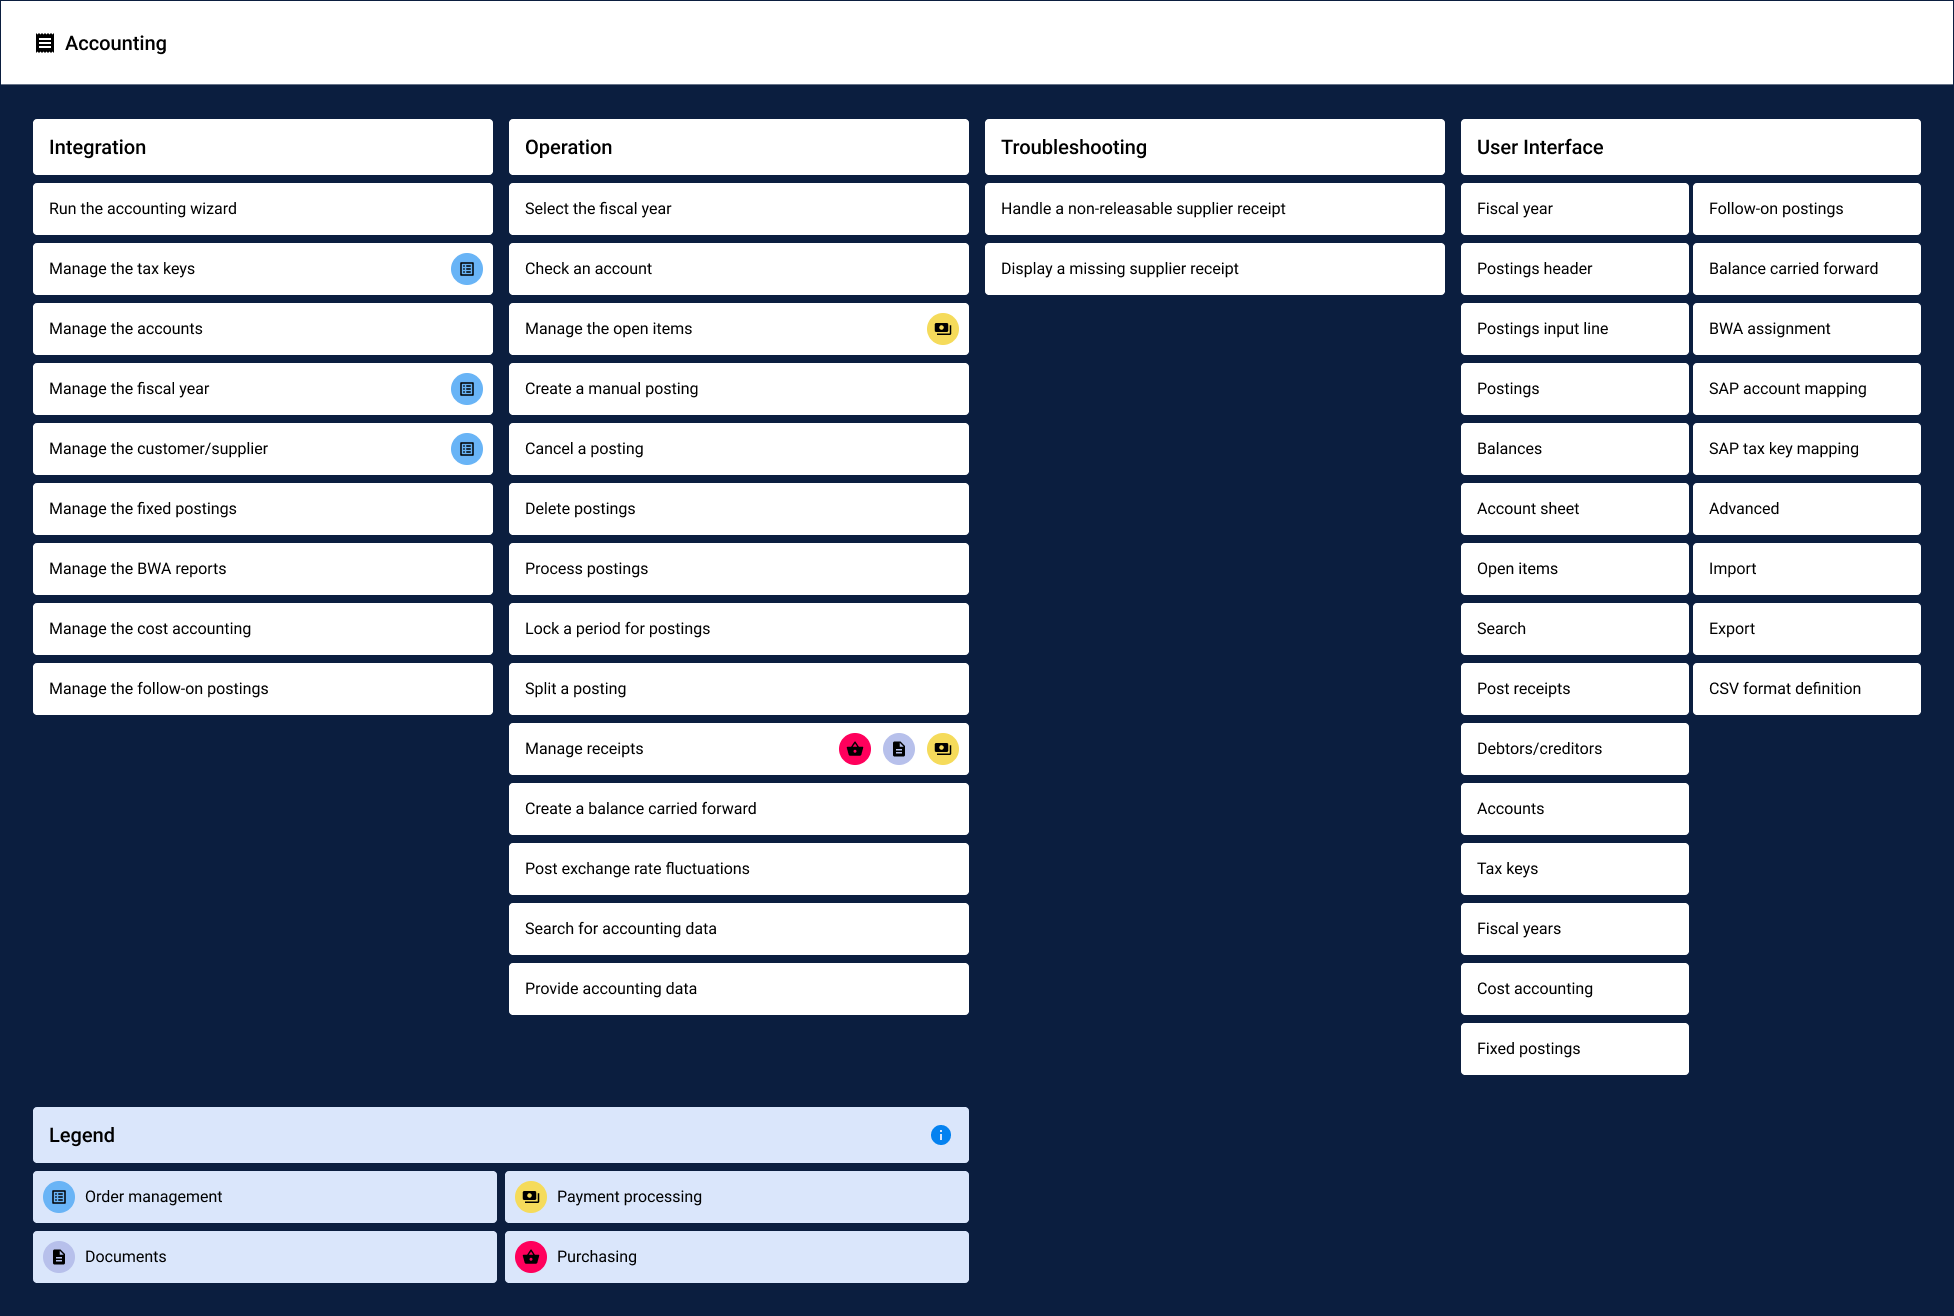 Accounting
Integration
Run the accounting wizard
Manage the tax keys
Manage the accounts
Manage the fiscal year
Manage the customer/supplier
Manage the fixed postings
Manage the BWA reports
Manage the cost accounting
Manage the follow-on postings
Operation
Select the fiscal year
Check an account
Manage the open items
Create a manual posting
Cancel a posting
Delete postings
Process postings
Lock a period for postings
Split a posting
Manage receipts
Create a balance carried forward
Post exchange rate fluctuations
Search for accounting data
Provide accounting data
Troubleshooting
Handle a non-releasable supplier receipt
Display a missing supplier receipt
User Interface
Fiscal year
Postings header
Postings input line
Postings
Balances
Account sheet
Open items
Search
Post receipts
Debtors/creditors
Accounts
Tax keys
Fiscal years
Cost accounting
Fixed postings
Follow-on postings
Balance carried forward
BWA assignment
SAP account mapping
SAP tax key mapping
Advanced
Import
Export
CSV format definition
Legend
Order management
Payment processing
Documents
Purchasing